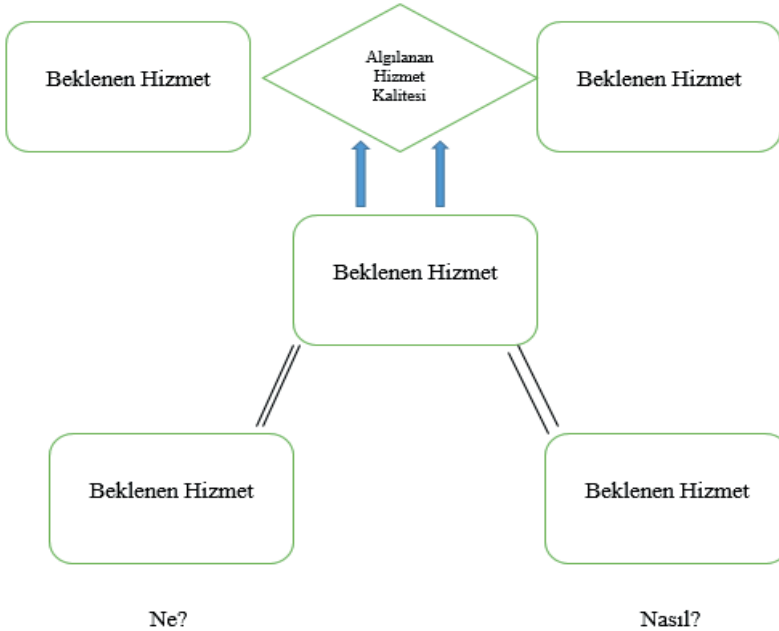 Beklenen Hizmet
Algılanan
Hizmet
Kalitesi
Beklenen Hizmet
Beklenen Hizmet
Beklenen Hizmet
Beklenen Hizmet
Ne?
Nasıl?